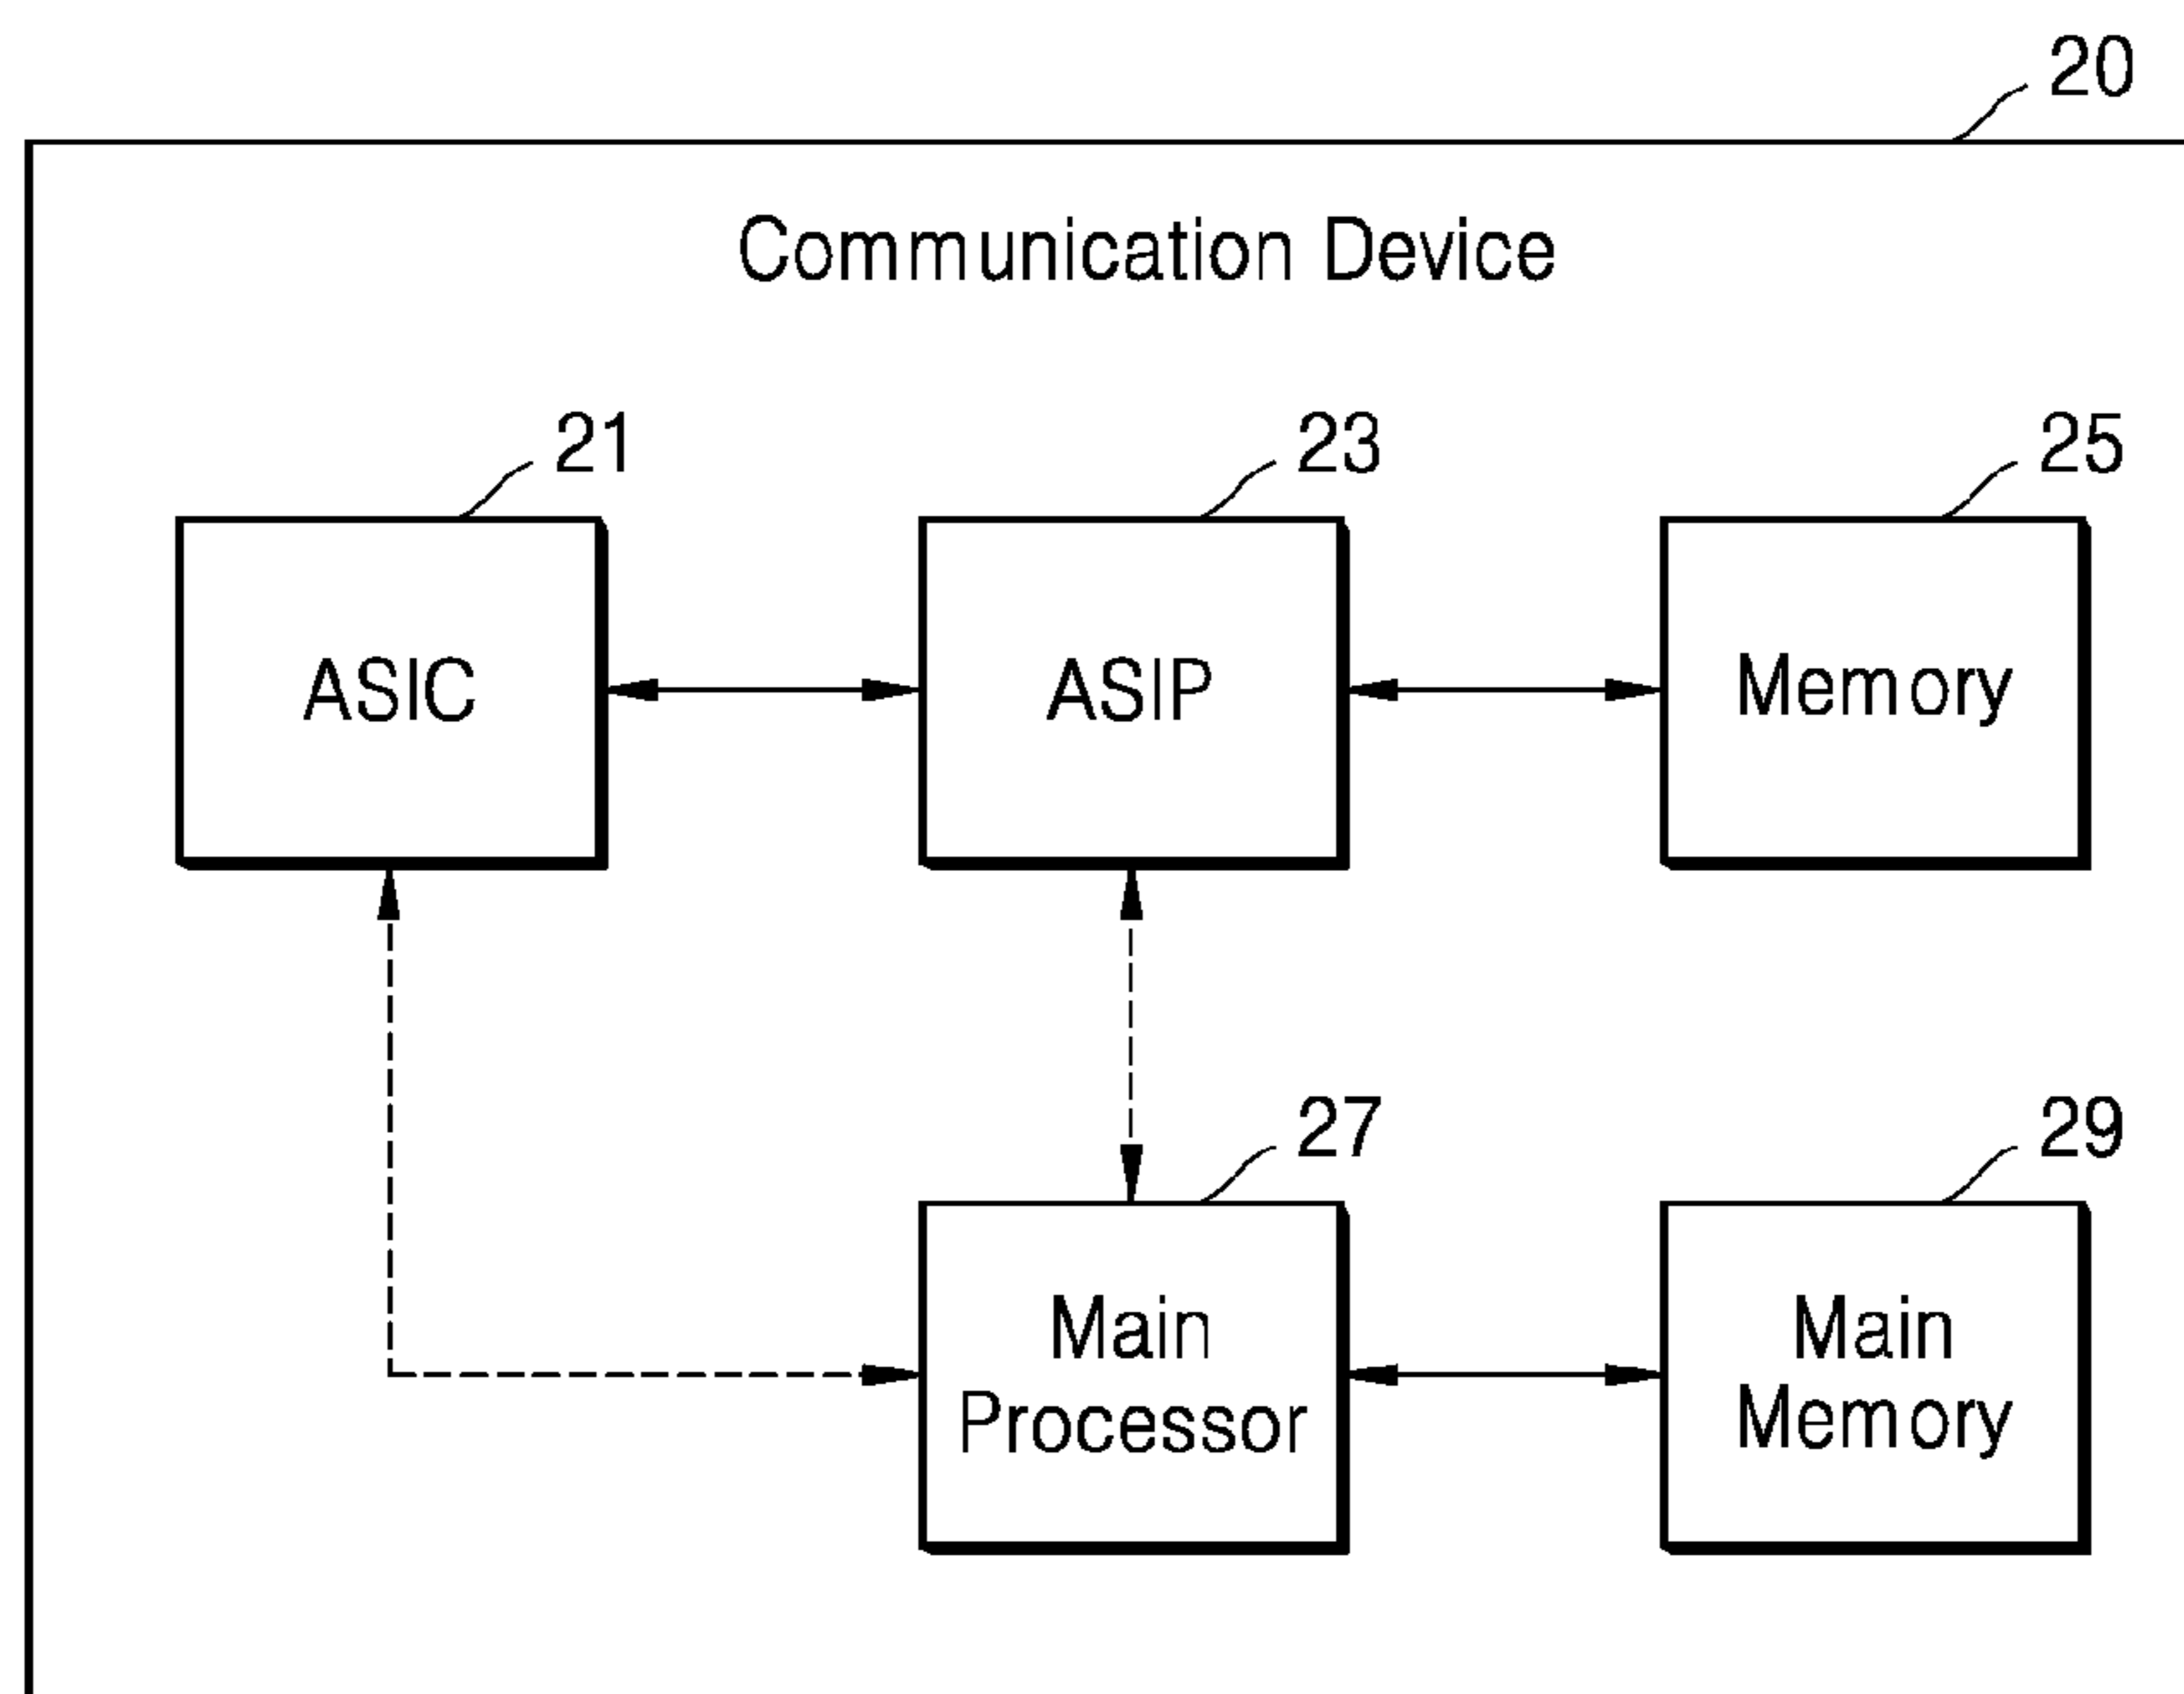 20
Communication Device
21
23
25
ASIC
ASIP
Memory
27
29
Main
Processor
Main
Memory